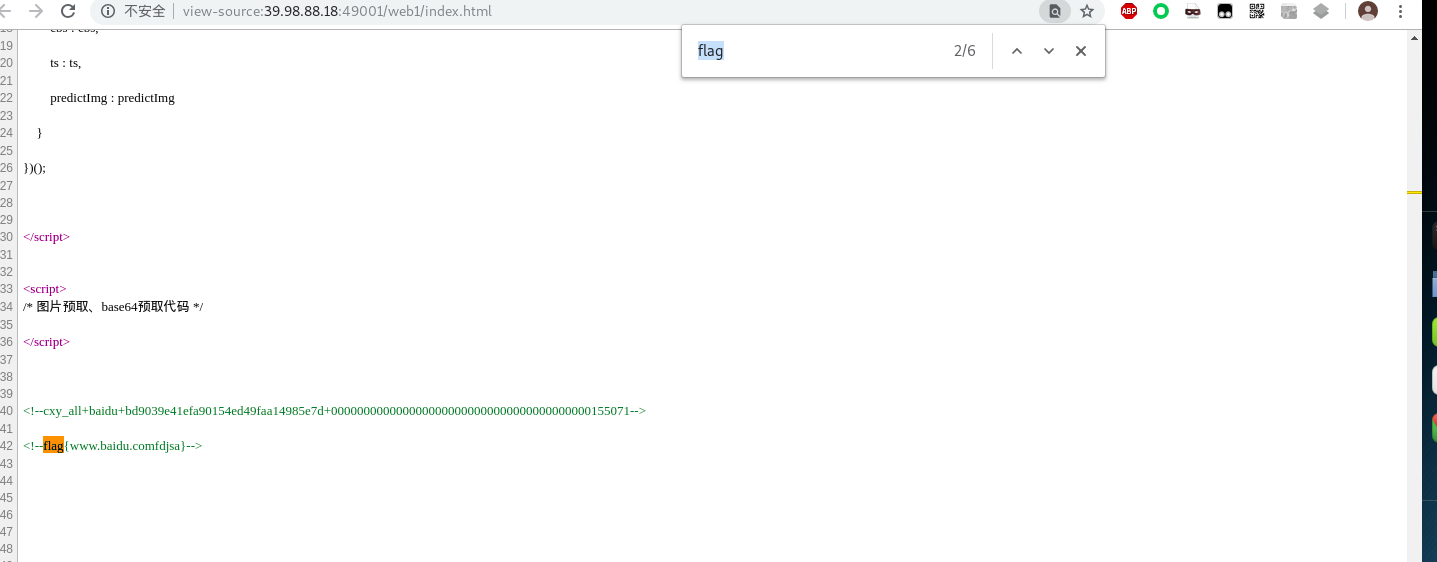 不安全 view-source:39.98.88.18:49001/web1/index.html
ABP
flag 2/6
19
20 ts : ts,
21
22 predictImg : predictImg
23
24 }
25
26 })();
27
28
29
30 </script>
31
32
33 <script>
34 /* 图片预取、base64预取代码 */
35
36 </script>
37
38
39
40 <!--cxy_all+baidu+bd9039e41efa90154ed49faa14985e7d+000000000000000000000000000000000000000000155071-->
41
42 <!--flag{www.baidu.comfdjsa}-->
43
44
45
46
47
48